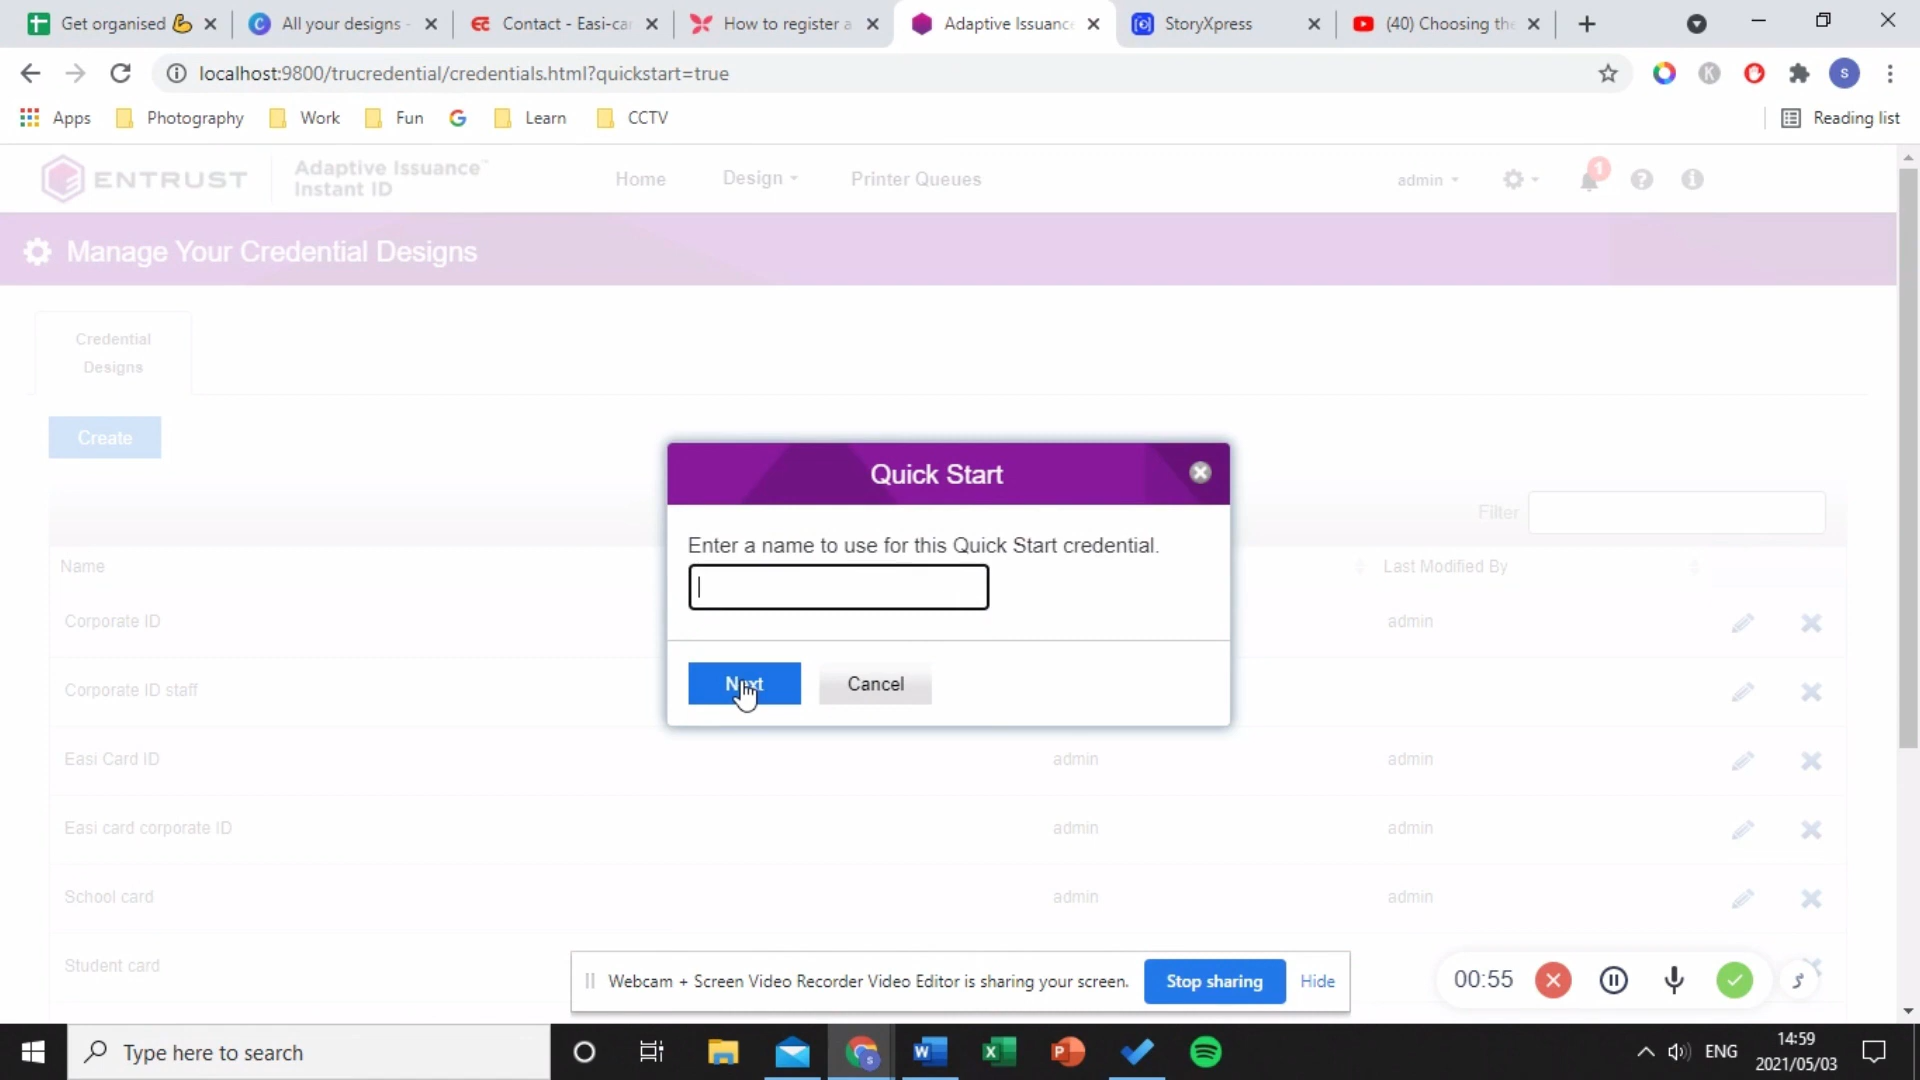 Get organised
All your designs -
Contact - Easi-car
How to register a
Adaptive Issuance
StoryXpress
(40) Choosing the
localhost:9800/trucredential/credentials.html?quickstart=true
K
s
Apps
Photography
Work
Fun
Learn
CCTV
Reading list
ENTRUST
Adaptive Issuance™
Instant ID
Home
Design
Printer Queues
admin
1
Manage Your Credential Designs
Credential
Designs
Create
Quick Start
Enter a name to use for this Quick Start credential.
Next
Cancel
Filter
Name
Last Modified By
Corporate ID
admin
Corporate ID staff
Easi Card ID
admin
admin
Easi card corporate ID
admin
admin
School card
admin
admin
Student card
Webcam + Screen Video Recorder Video Editor is sharing your screen.
Stop sharing
Hide
00:55
Type here to search
ENG
14:59
2021/05/03